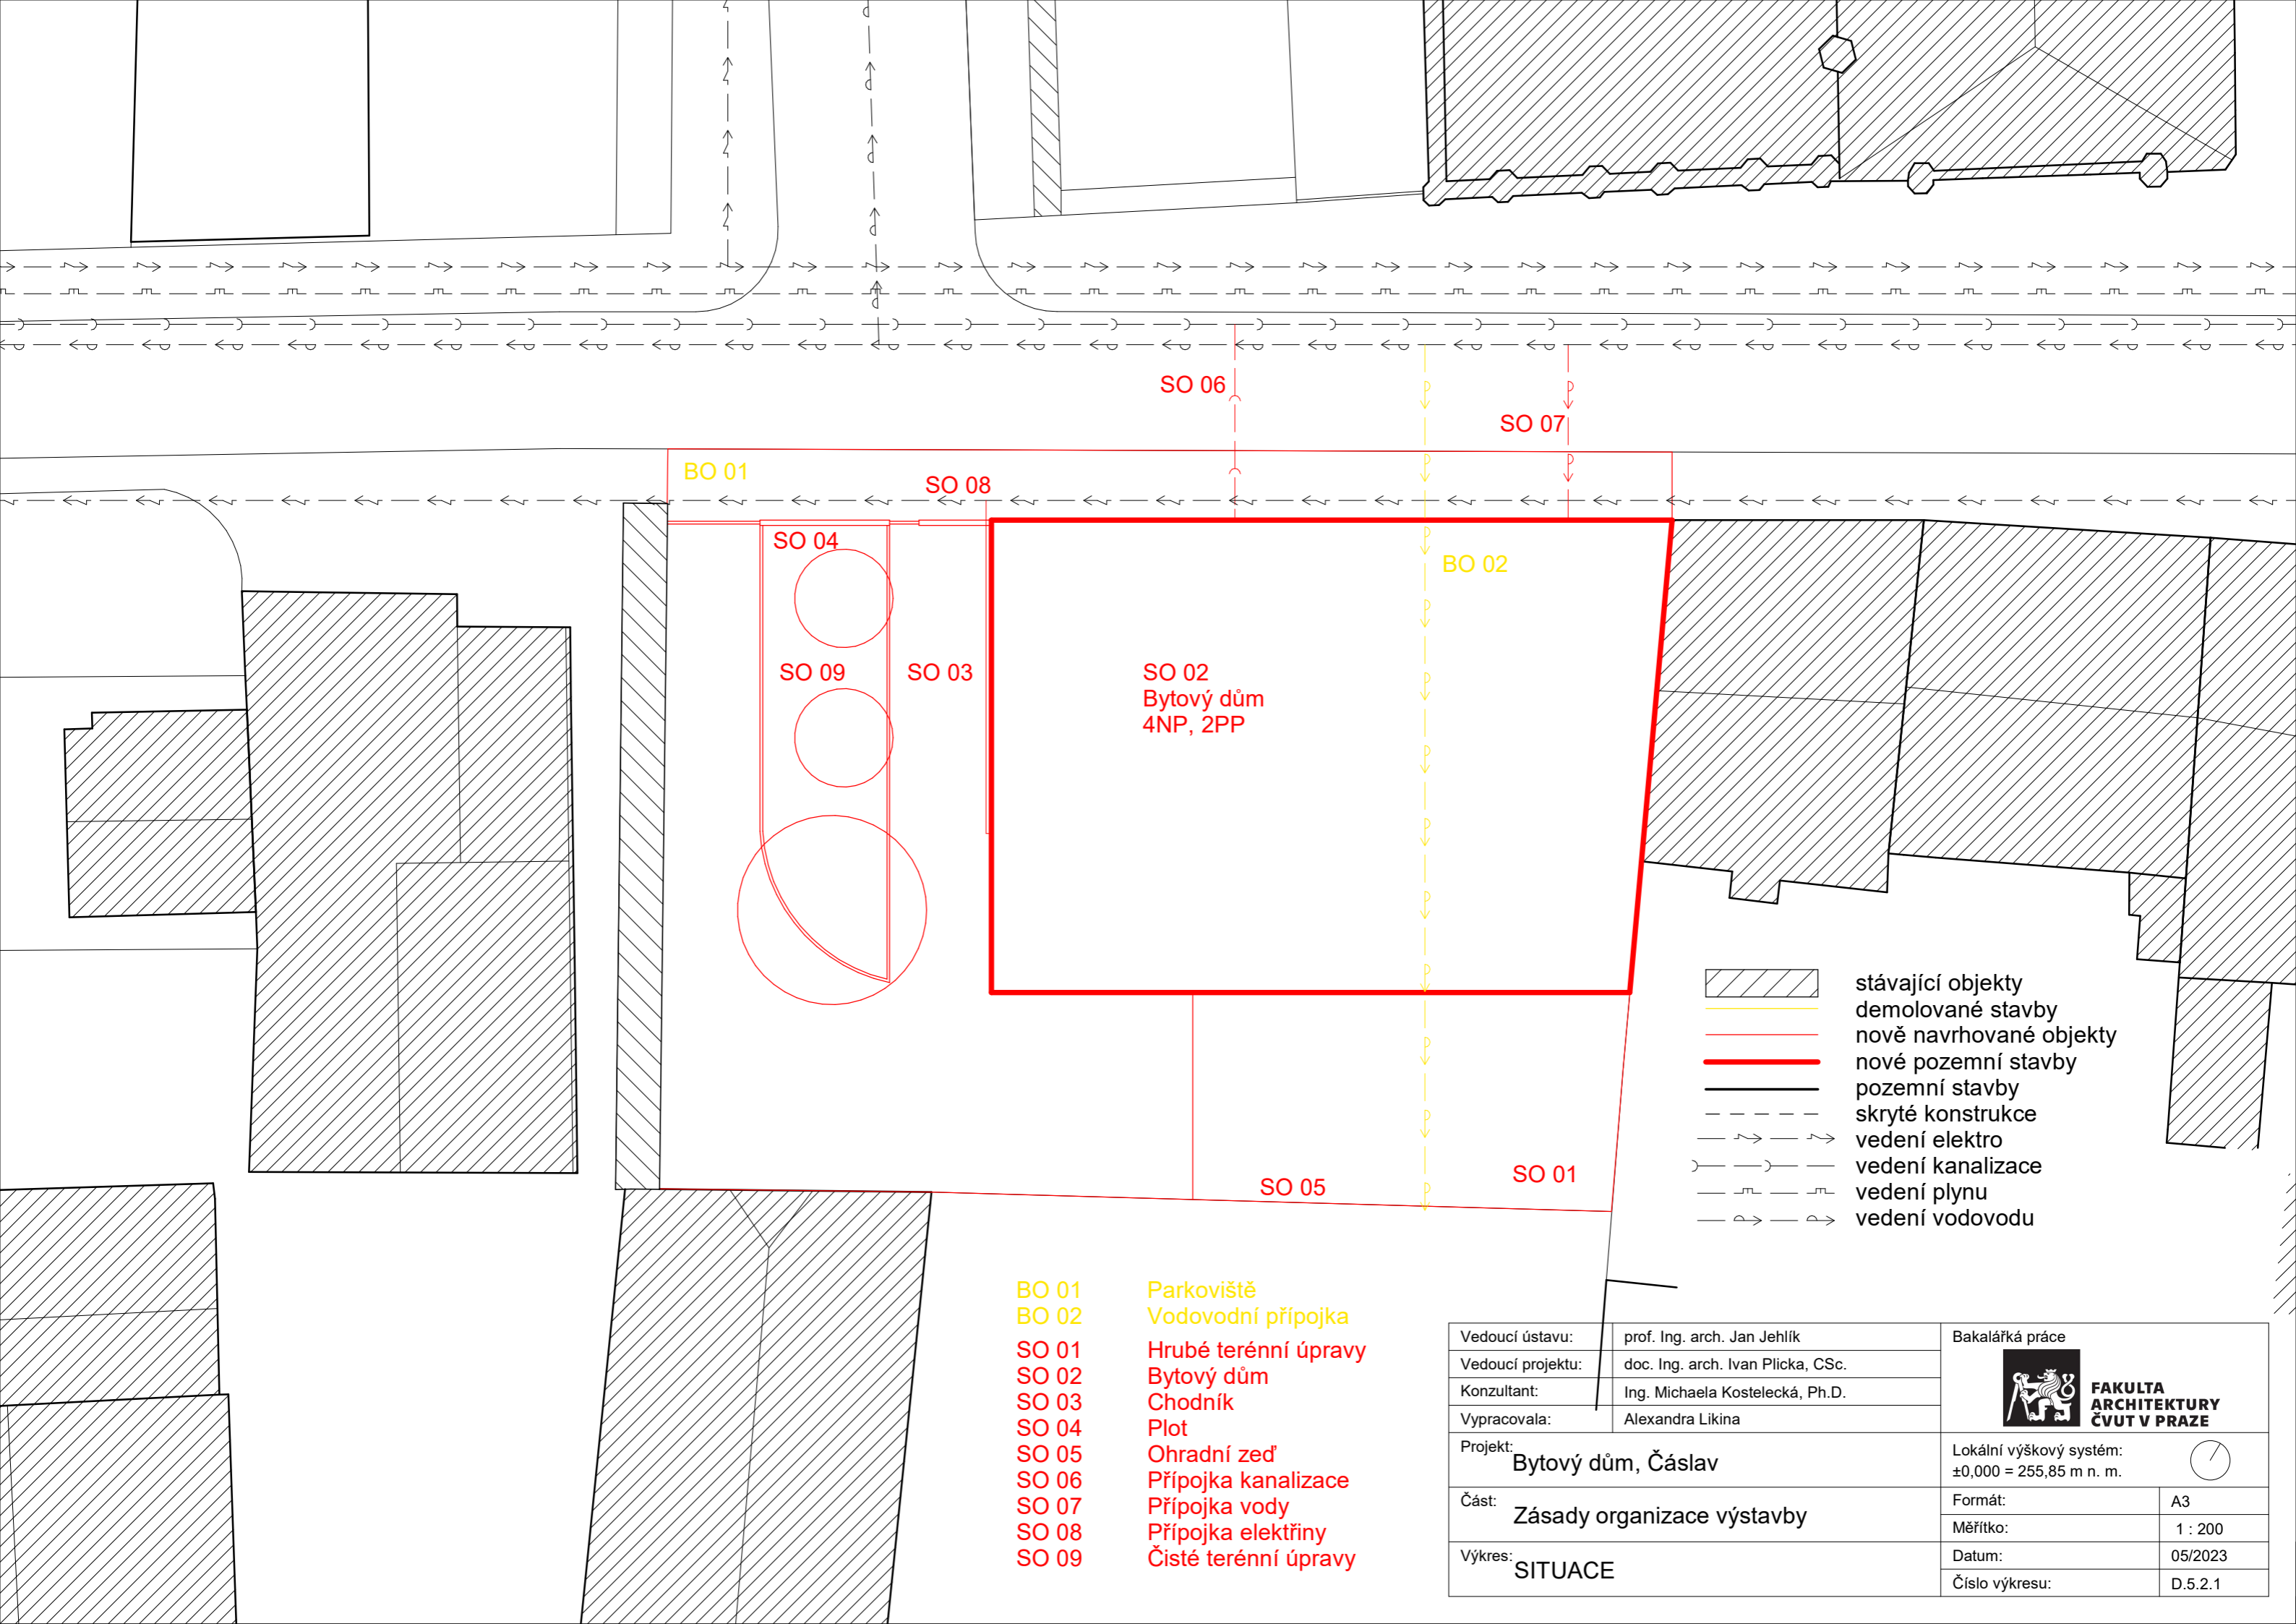 SO 06
SO 07
BO 01
SO 08
SO 04
BO 02
SO 09
SO 03
SO 02
Bytový dům
4NP, 2PP
SO 05
SO 01
stávající objekty
demolované stavby
nově navrhované objekty
nové pozemní stavby
pozemní stavby
skryté konstrukce
vedení elektro
vedení kanalizace
vedení plynu
vedení vodovodu
BO 01 Parkoviště
BO 02 Vodovodní přípojka
SO 01 Hrubé terénní úpravy
SO 02 Bytový dům
SO 03 Chodník
SO 04 Plot
SO 05 Ohradní zeď
SO 06 Přípojka kanalizace
SO 07 Přípojka vody
SO 08 Přípojka elektřiny
SO 09 Čisté terénní úpravy
Vedoucí ústavu: prof. Ing. arch. Jan Jehlík
Vedoucí projektu: doc. Ing. arch. Ivan Plicka, CSc.
Konzultant: Ing. Michaela Kostelecká, Ph.D.
Vypracovala: Alexandra Likina
Projekt: Bytový dům, Čáslav
Část: Zásady organizace výstavby
Výkres: SITUACE
Bakalářká práce
FAKULTA
ARCHITEKTURY
ČVUT V PRAZE
Lokální výškový systém:
±0,000 = 255,85 m n. m.
Formát: A3
Měřítko: 1 : 200
Datum: 05/2023
Číslo výkresu: D.5.2.1